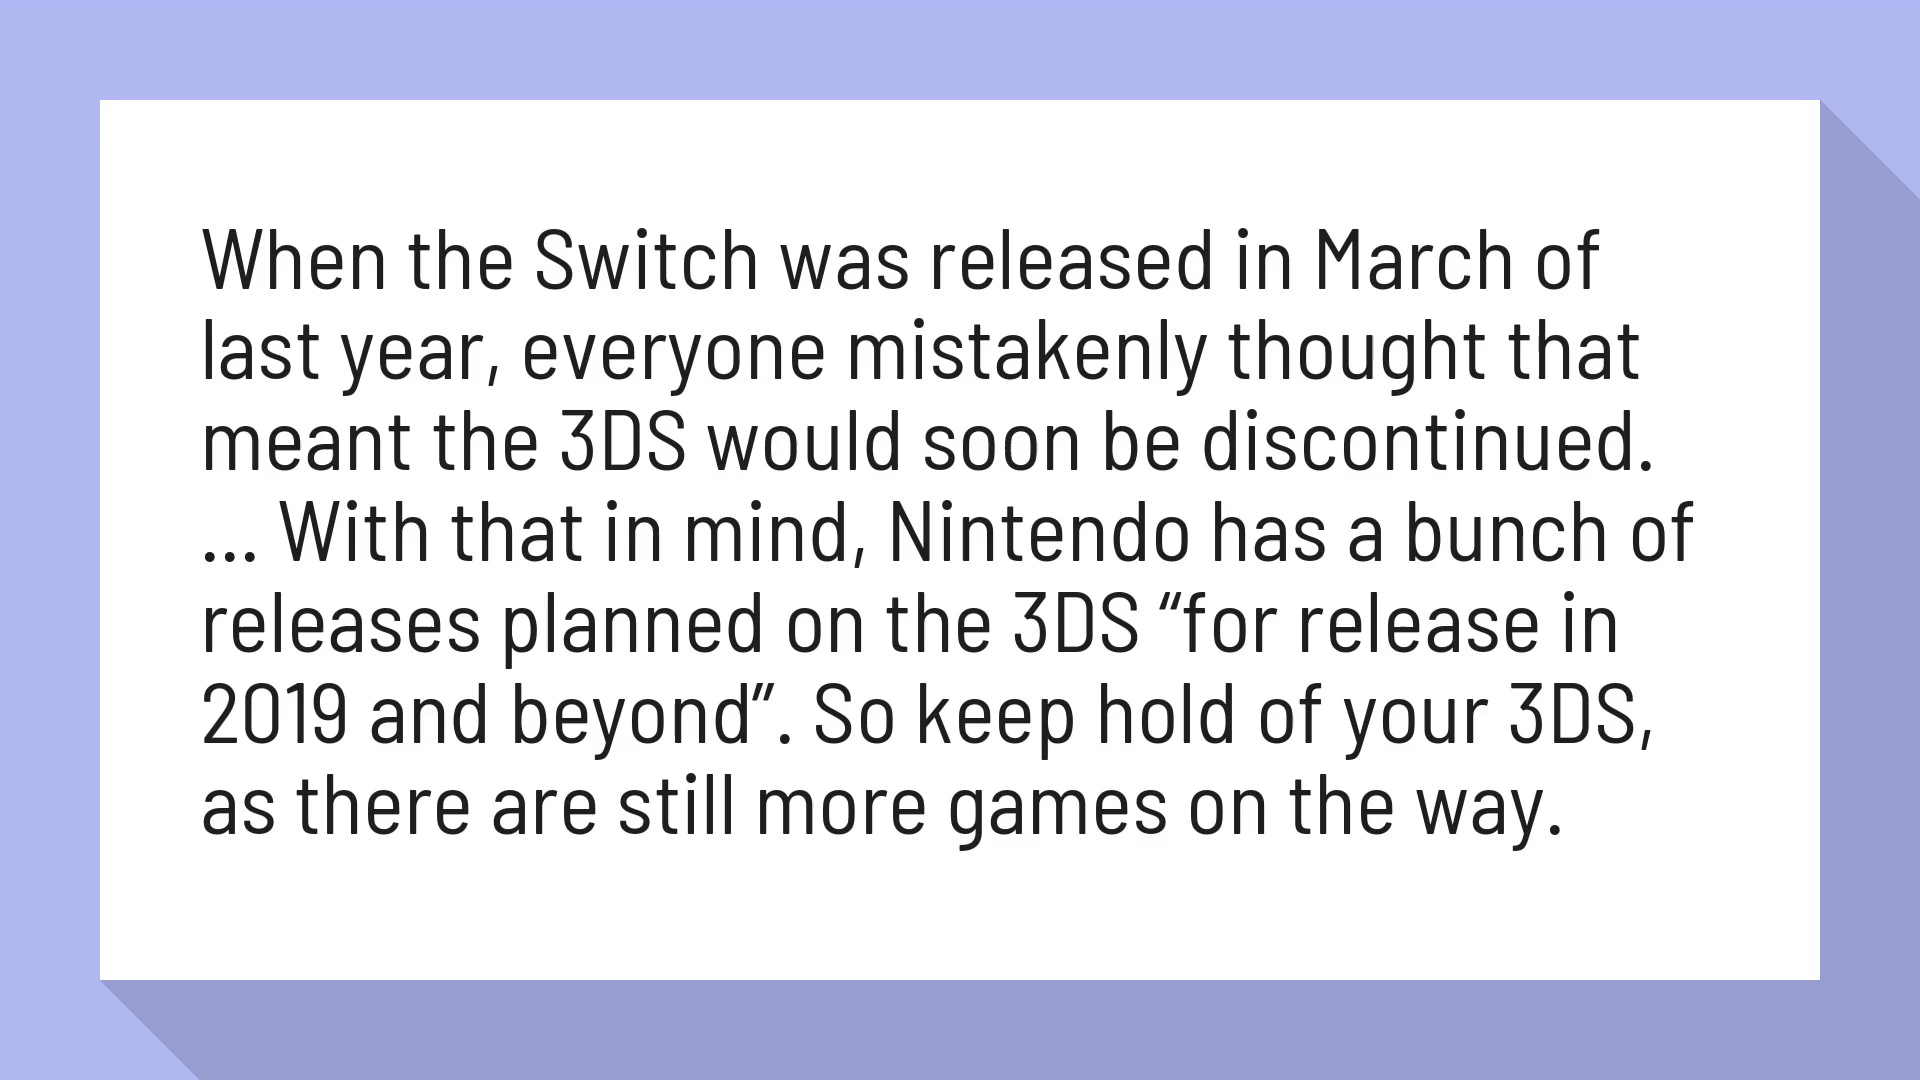 When the Switch was released in March of
last year, everyone mistakenly thought that
meant the 3DS would soon be discontinued.
... With that in mind, Nintendo has a bunch of
releases planned on the 3DS “for release in
2019 and beyond”. So keep hold of your 3DS,
as there are still more games on the way.